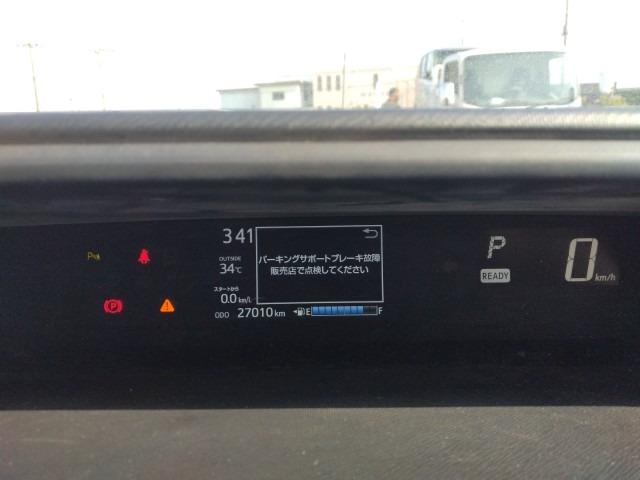 3:41
パーキングサポートブレーキ故障
販売店で点検してください
OUTSIDE
34℃
スタートから
0.0 km/L
ODO 27010 km
E F
P
READY
0 km/h
P